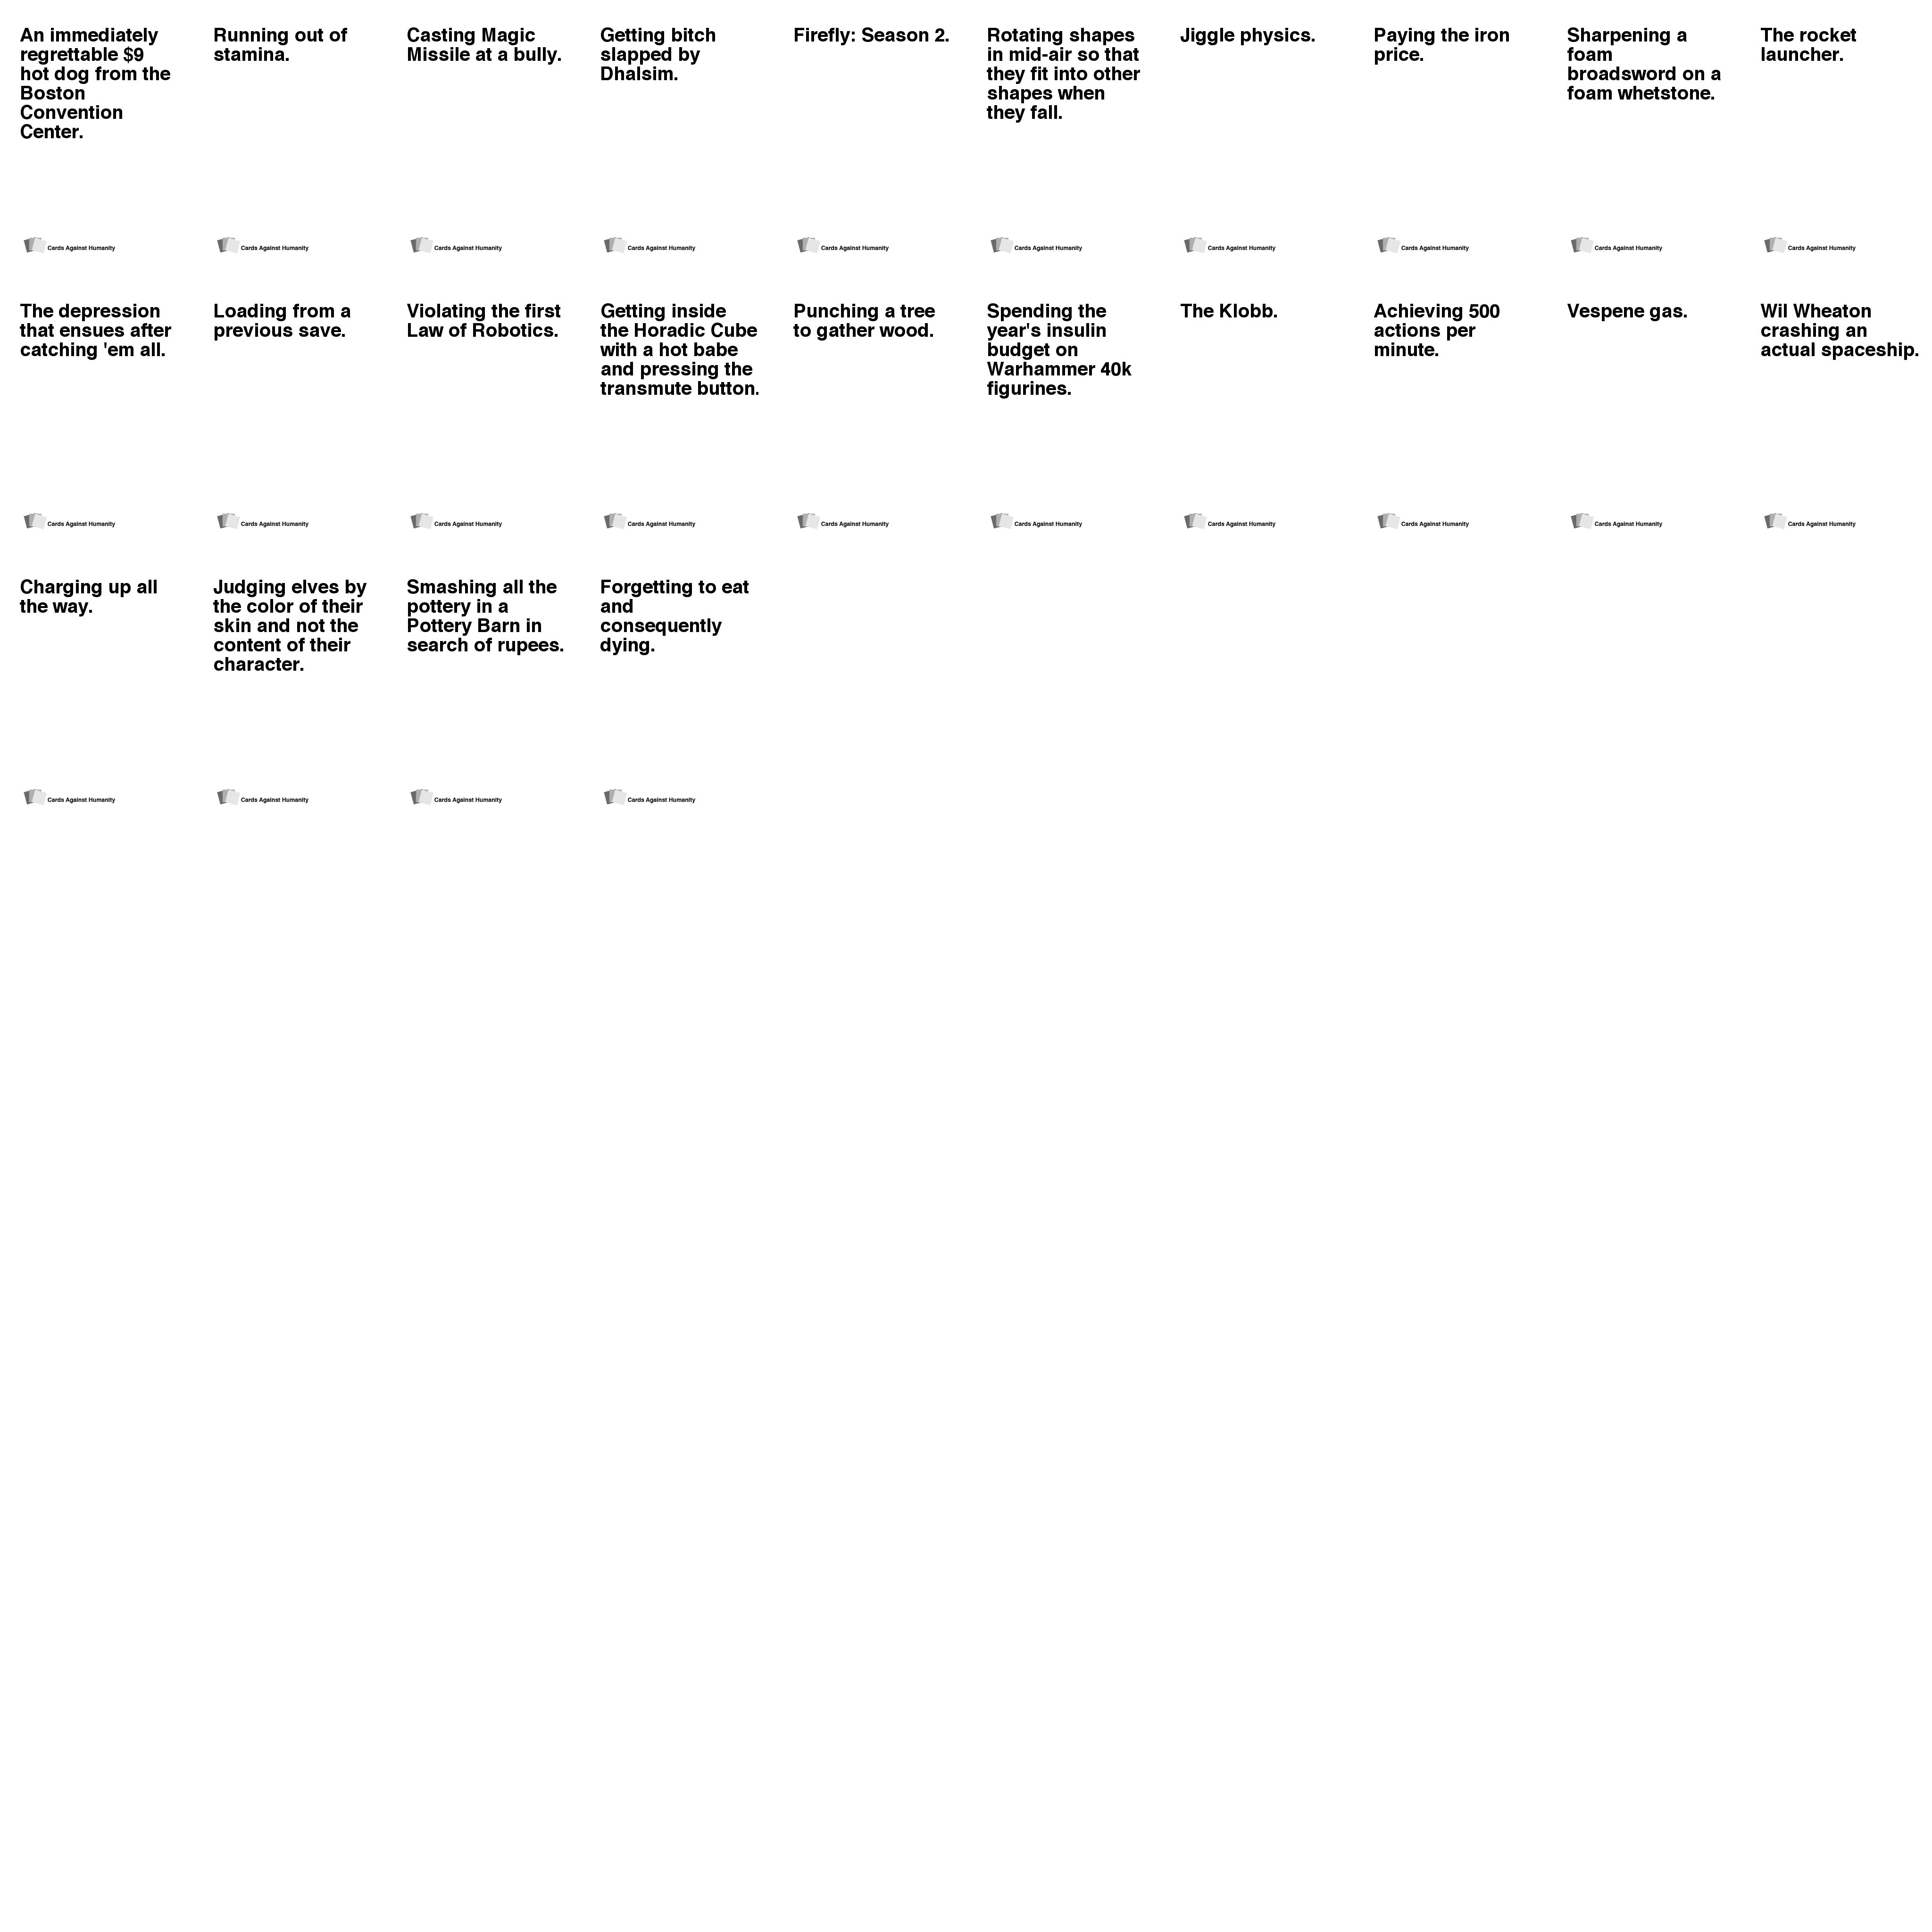 An immediately
regrettable $9
hot dog from the
Boston
Convention
Center.
Cards Against Humanity
Running out of
stamina.
Cards Against Humanity
Casting Magic
Missile at a bully.
Cards Against Humanity
Getting bitch
slapped by
Dhalsim.
Cards Against Humanity
Firefly: Season 2.
Cards Against Humanity
Rotating shapes
in mid-air so that
they fit into other
shapes when
they fall.
Cards Against Humanity
Jiggle physics.
Cards Against Humanity
Paying the iron
price.
Cards Against Humanity
Sharpening a
foam
broadsword on a
foam whetstone.
Cards Against Humanity
The rocket
launcher.
Cards Against Humanity
The depression
that ensues after
catching 'em all.
Cards Against Humanity
Loading from a
previous save.
Cards Against Humanity
Violating the first
Law of Robotics.
Cards Against Humanity
Getting inside
the Horadic Cube
with a hot babe
and pressing the
transmute button.
Cards Against Humanity
Punching a tree
to gather wood.
Cards Against Humanity
Spending the
year's insulin
budget on
Warhammer 40k
figurines.
Cards Against Humanity
The Klobb.
Cards Against Humanity
Achieving 500
actions per
minute.
Cards Against Humanity
Vespene gas.
Cards Against Humanity
Wil Wheaton
crashing an
actual spaceship.
Cards Against Humanity
Charging up all
the way.
Cards Against Humanity
Judging elves by
the color of their
skin and not the
content of their
character.
Cards Against Humanity
Smashing all the
pottery in a
Pottery Barn in
search of rupees.
Cards Against Humanity
Forgetting to eat
and
consequently
dying.
Cards Against Humanity